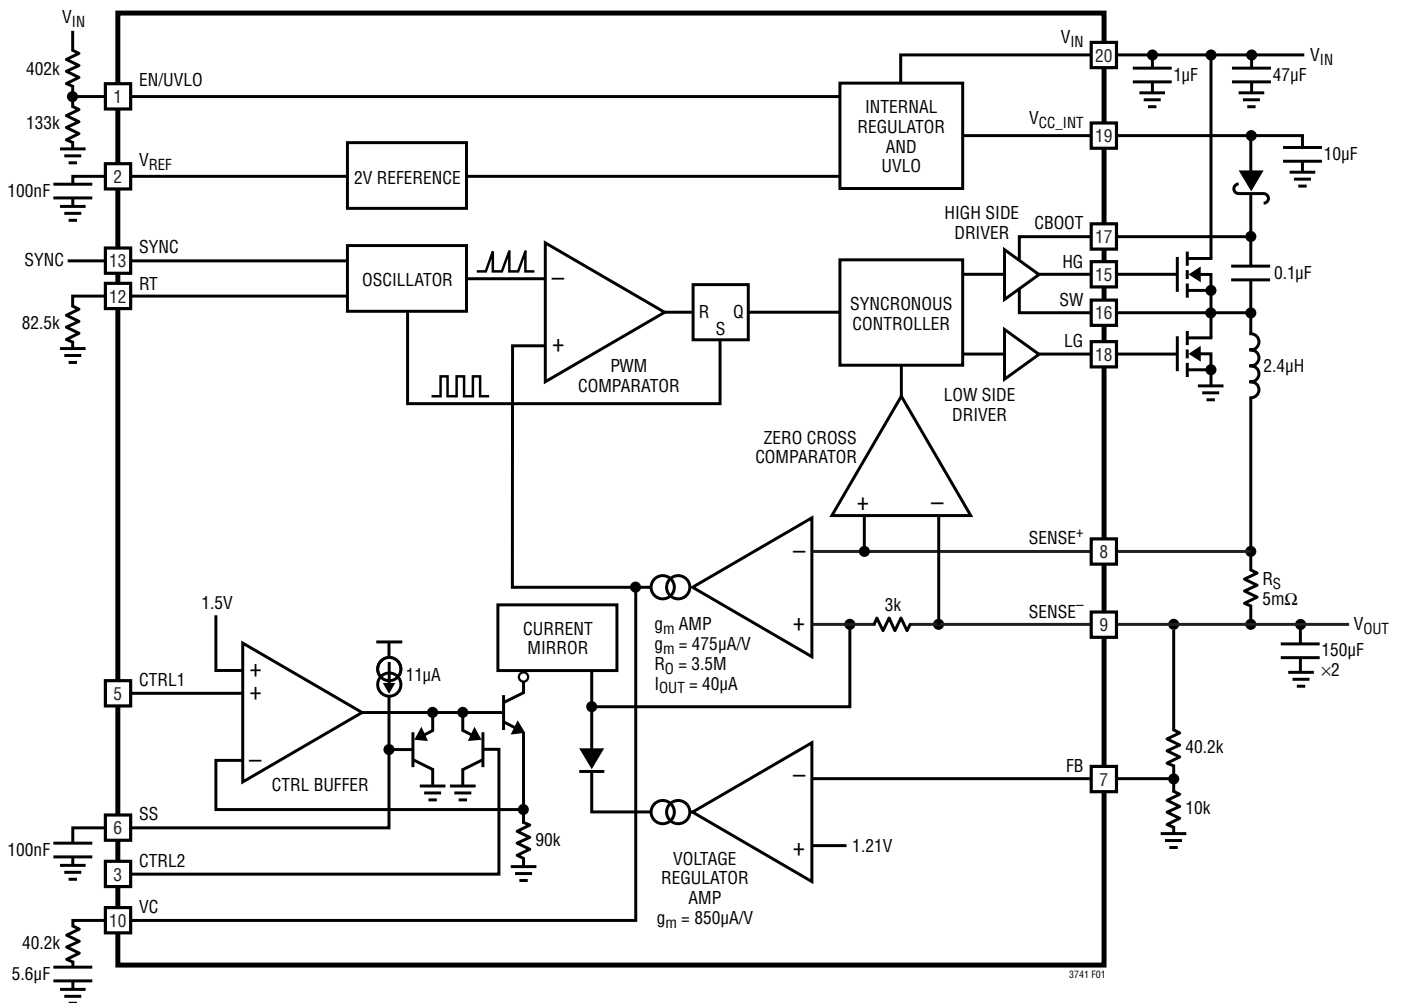 VIN
402k
133k
1
EN/UVLO
VIN
20
VIN
1µF
47µF
INTERNAL
REGULATOR
AND
UVLO
VCC_INT
19
10µF
VREF
2
100nF
2V REFERENCE
HIGH SIDE
DRIVER
CBOOT
17
SYNC
13
SYNC
RT
12
82.5k
OSCILLATOR
–
+
PWM
COMPARATOR
R
S
Q
SYNCRONOUS
CONTROLLER
HG
15
SW
16
LG
18
0.1µF
2.4µH
LOW SIDE
DRIVER
ZERO CROSS
COMPARATOR
+
–
SENSE+
8
RS
5mΩ
SENSE–
9
VOUT
150µF
×2
3k
–
+
gm AMP
gm = 475µA/V
RO = 3.5M
IOUT = 40µA
1.5V
CURRENT
MIRROR
11µA
CTRL1
5
+
+
–
CTRL BUFFER
40.2k
FB
7
10k
–
+
1.21V
VOLTAGE
REGULATOR
AMP
gm = 850µA/V
90k
SS
6
100nF
CTRL2
3
VC
10
40.2k
5.6µF
3741 F01